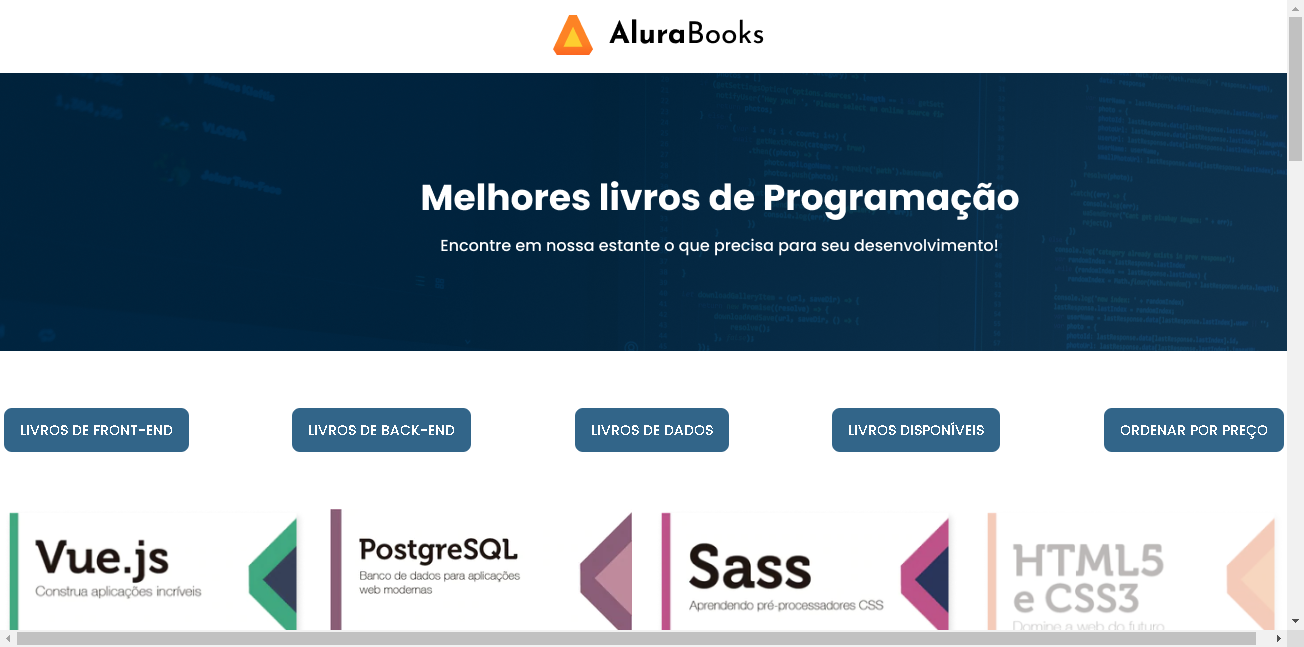 AluraBooks
Melhores livros de Programação
Encontre em nossa estante o que precisa para seu desenvolvimento!
LIVROS DE FRONT-END
LIVROS DE BACK-END
LIVROS DE DADOS
LIVROS DISPONÍVEIS
ORDENAR POR PREÇO
Vue.js
Construa aplicações incríveis
PostgreSQL
Banco de dados para aplicações
web modernas
Sass
Aprendendo pré-processadores CSS
HTML5
e CSS3
Domine a web do futuro